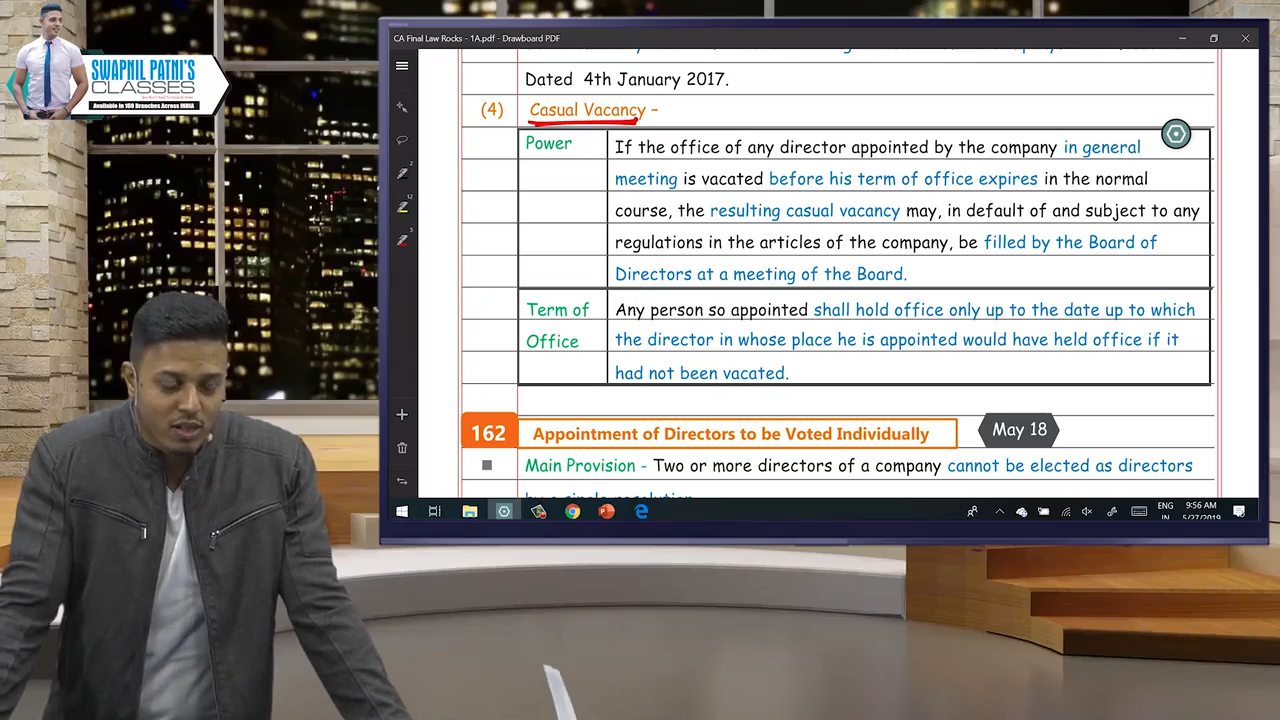 SWAPNIL PATNI'S
CLASSES
Available in 160 Branches Across INDIA
CA Final Law Rocks - 1A.pdf - Drawboard PDF
Dated 4th January 2017.
(4) Casual Vacancy –
Power If the office of any director appointed by the company in general
meeting is vacated before his term of office expires in the normal
course, the resulting casual vacancy may, in default of and subject to any
regulations in the articles of the company, be filled by the Board of
Directors at a meeting of the Board.
Term of Any person so appointed shall hold office only up to the date up to which
Office the director in whose place he is appointed would have held office if it
had not been vacated.
162 Appointment of Directors to be Voted Individually May 18
Main Provision - Two or more directors of a company cannot be elected as directors
by a single resolution
2
12
5
ENG
IN
9:56 AM
5/27/2019